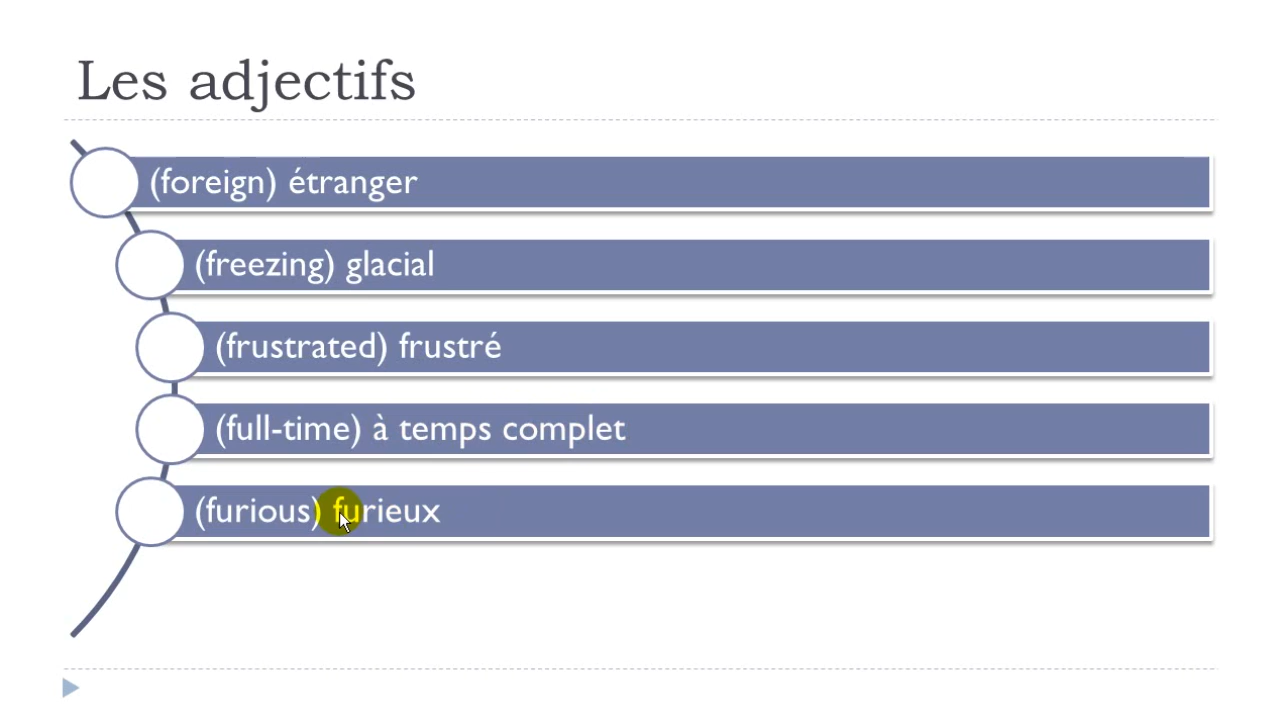 Les adjectifs
(foreign) étranger
(freezing) glacial
(frustrated) frustré
(full-time) à temps complet
(furious) furieux